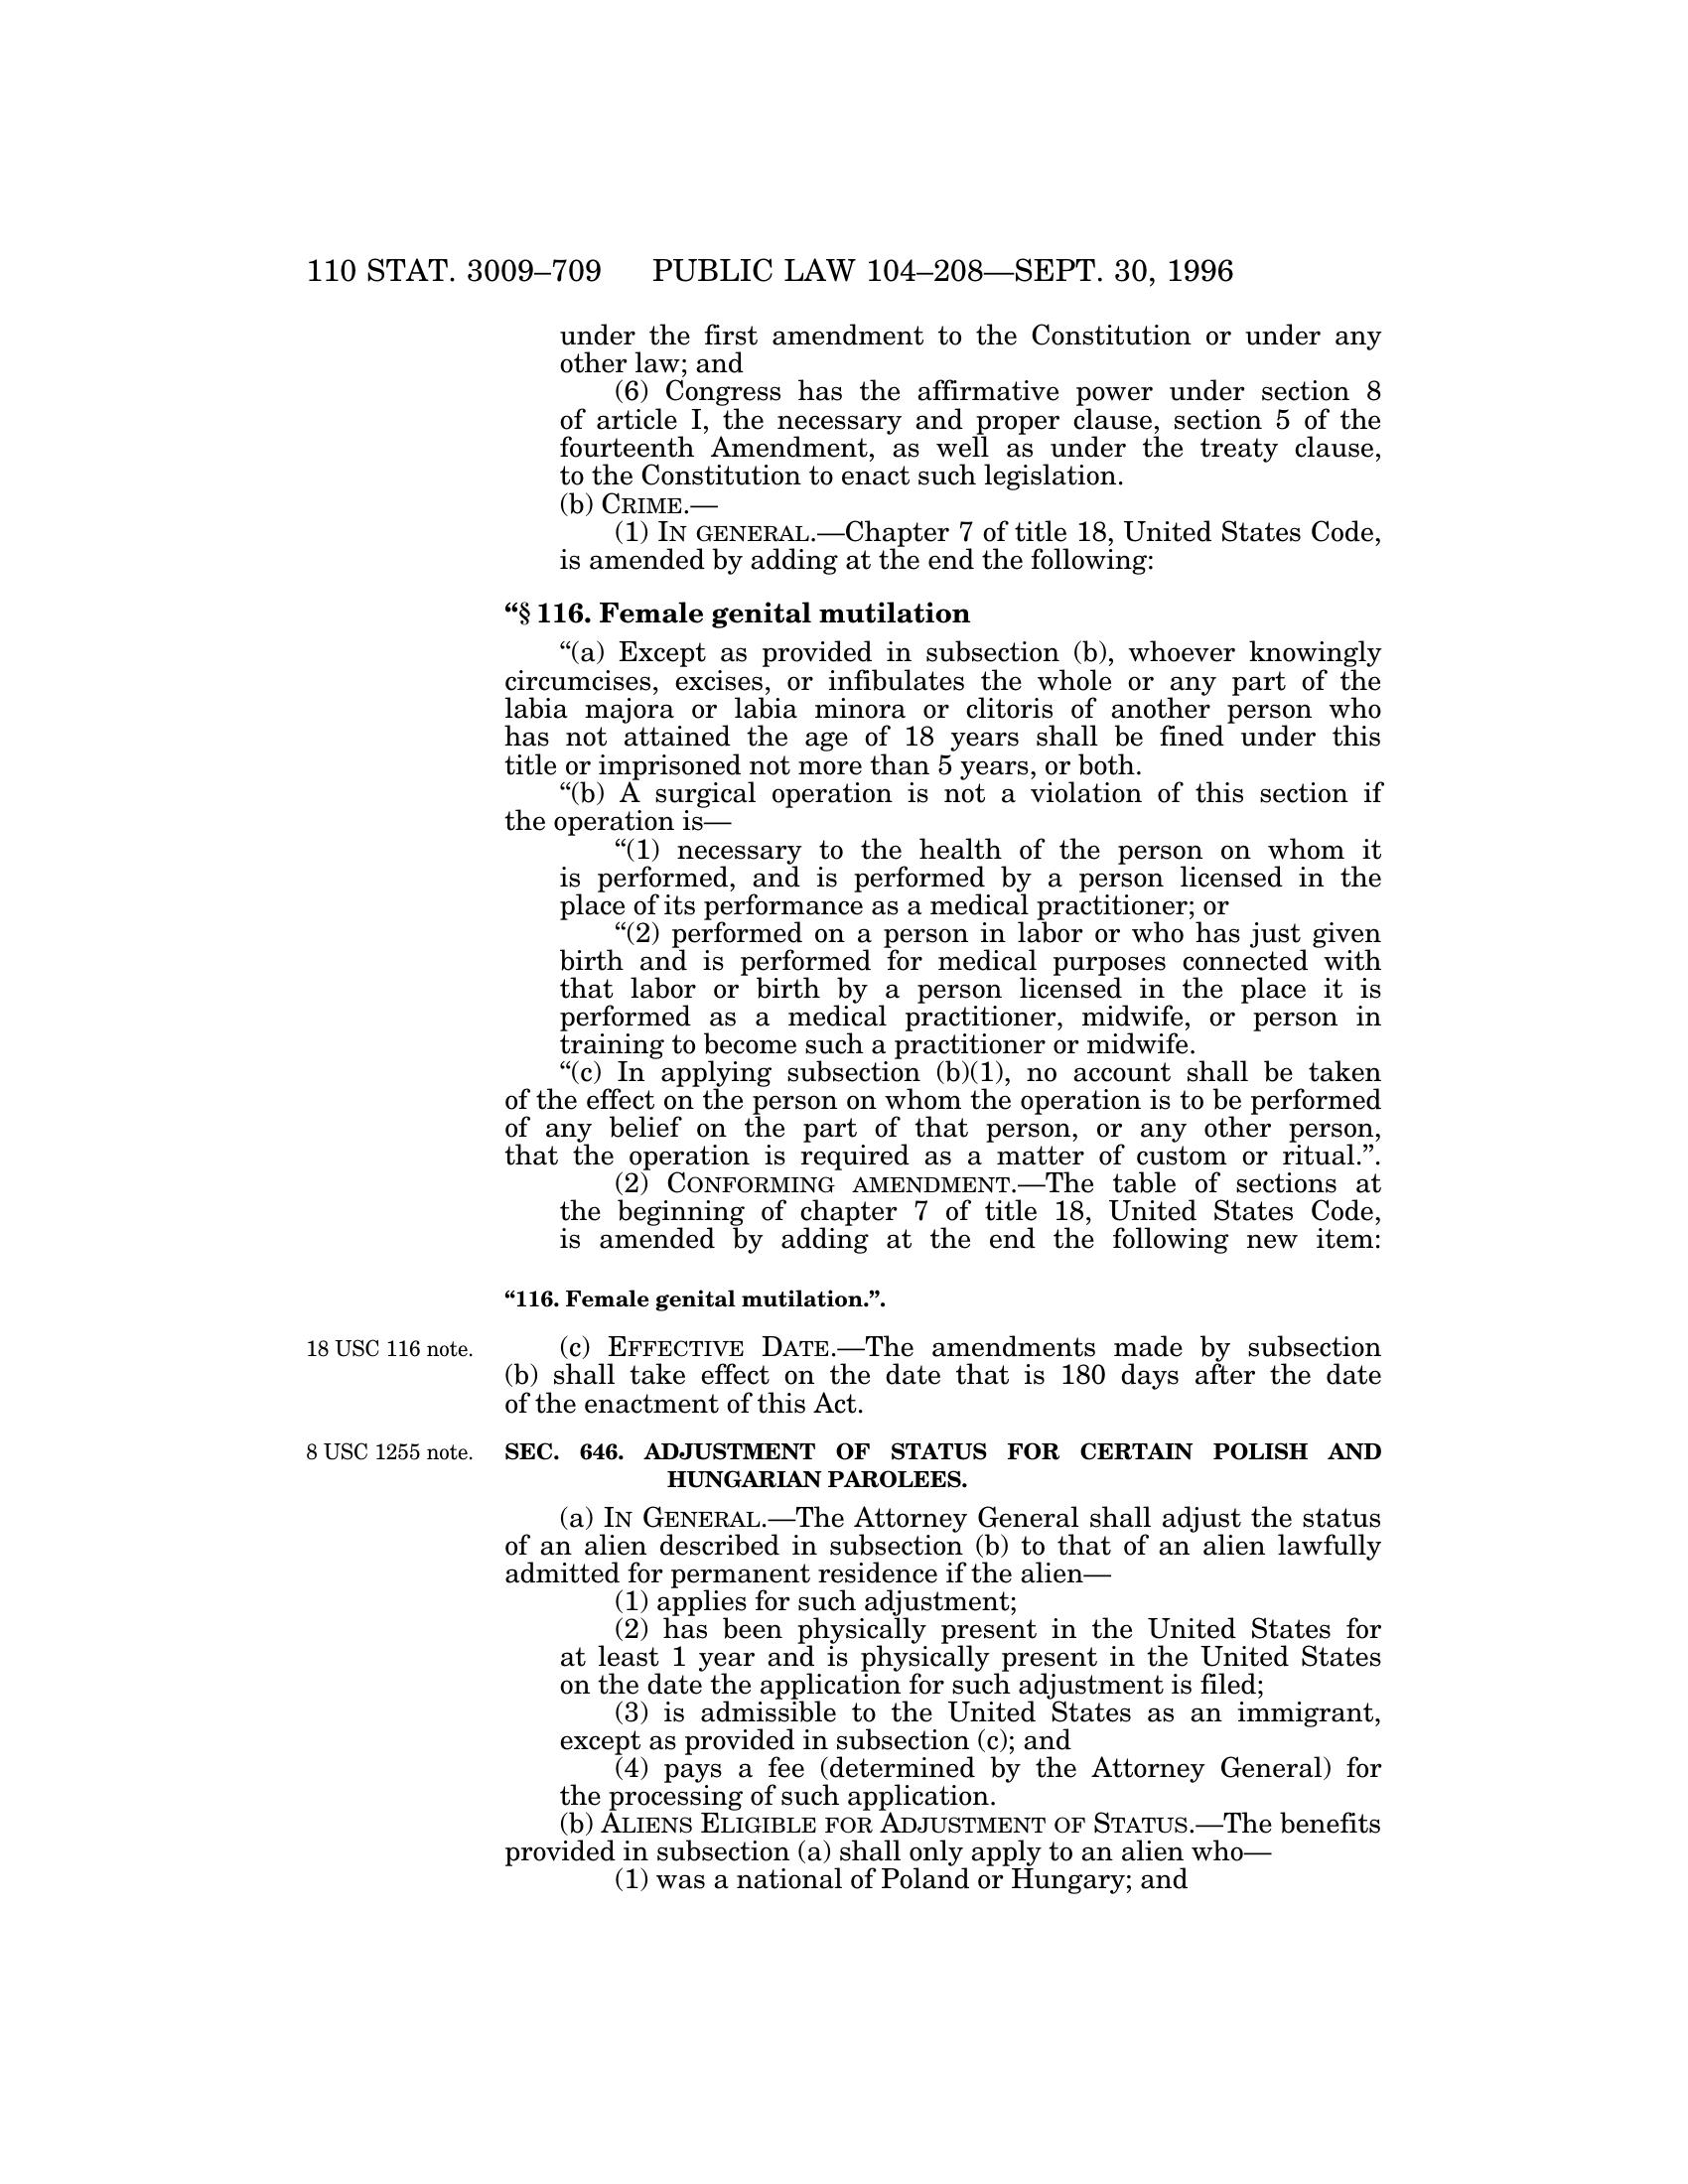 110 STAT. 3009–709 PUBLIC LAW 104–208—SEPT. 30, 1996
under the first amendment to the Constitution or under any
other law; and
(6) Congress has the affirmative power under section 8
of article I, the necessary and proper clause, section 5 of the
fourteenth Amendment, as well as under the treaty clause,
to the Constitution to enact such legislation.
(b) CRIME.—
(1) IN GENERAL.—Chapter 7 of title 18, United States Code,
is amended by adding at the end the following:
“§ 116. Female genital mutilation
“(a) Except as provided in subsection (b), whoever knowingly
circumcises, excises, or infibulates the whole or any part of the
labia majora or labia minora or clitoris of another person who
has not attained the age of 18 years shall be fined under this
title or imprisoned not more than 5 years, or both.
“(b) A surgical operation is not a violation of this section if
the operation is—
“(1) necessary to the health of the person on whom it
is performed, and is performed by a person licensed in the
place of its performance as a medical practitioner; or
“(2) performed on a person in labor or who has just given
birth and is performed for medical purposes connected with
that labor or birth by a person licensed in the place it is
performed as a medical practitioner, midwife, or person in
training to become such a practitioner or midwife.
“(c) In applying subsection (b)(1), no account shall be taken
of the effect on the person on whom the operation is to be performed
of any belief on the part of that person, or any other person,
that the operation is required as a matter of custom or ritual.”.
(2) CONFORMING AMENDMENT.—The table of sections at
the beginning of chapter 7 of title 18, United States Code,
is amended by adding at the end the following new item:
“116. Female genital mutilation.”.
18 USC 116 note.
(c) EFFECTIVE DATE.—The amendments made by subsection
(b) shall take effect on the date that is 180 days after the date
of the enactment of this Act.
8 USC 1255 note.
SEC. 646. ADJUSTMENT OF STATUS FOR CERTAIN POLISH AND
HUNGARIAN PAROLEES.
(a) IN GENERAL.—The Attorney General shall adjust the status
of an alien described in subsection (b) to that of an alien lawfully
admitted for permanent residence if the alien—
(1) applies for such adjustment;
(2) has been physically present in the United States for
at least 1 year and is physically present in the United States
on the date the application for such adjustment is filed;
(3) is admissible to the United States as an immigrant,
except as provided in subsection (c); and
(4) pays a fee (determined by the Attorney General) for
the processing of such application.
(b) ALIENS ELIGIBLE FOR ADJUSTMENT OF STATUS.—The benefits
provided in subsection (a) shall only apply to an alien who—
(1) was a national of Poland or Hungary; and